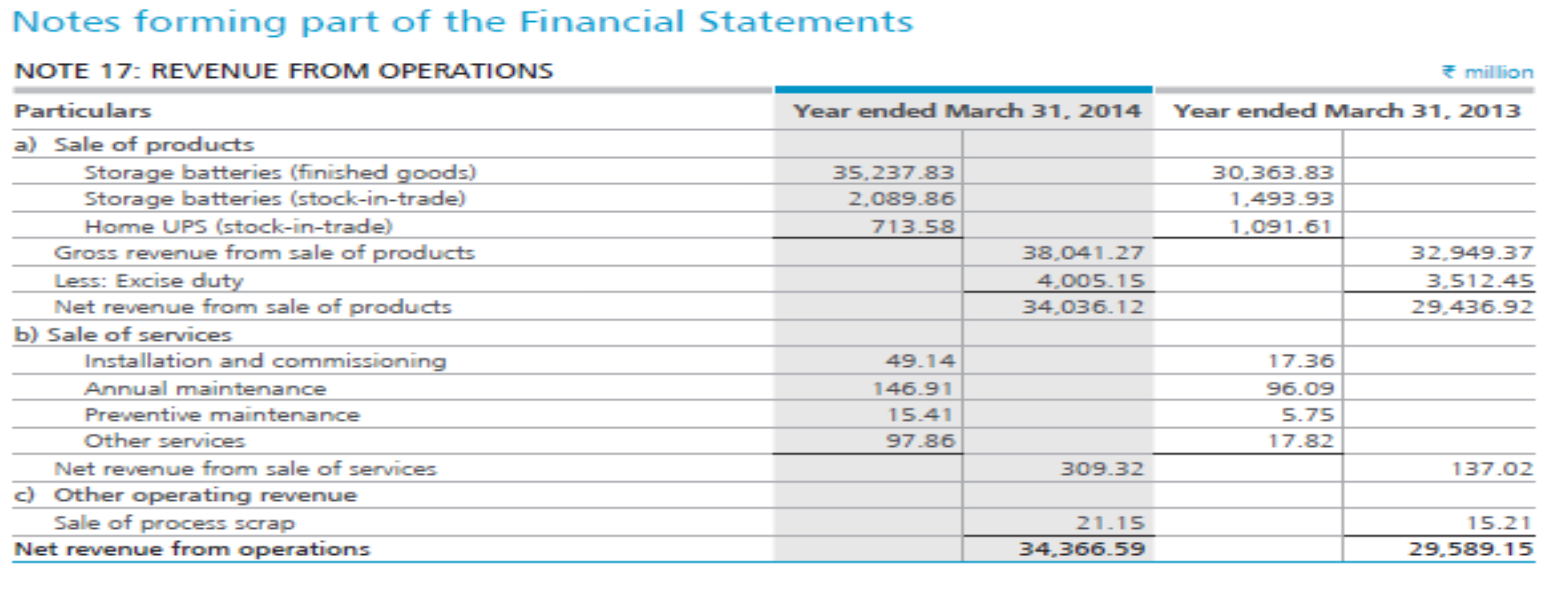 Notes forming part of the Financial Statements
NOTE 17: REVENUE FROM OPERATIONS ₹ million
Particulars Year ended March 31, 2014 Year ended March 31, 2013
a) Sale of products
Storage batteries (finished goods) 35,237.83 30,363.83
Storage batteries (stock-in-trade) 2,089.86 1,493.93
Home UPS (stock-in-trade) 713.58 1,091.61
Gross revenue from sale of products 38,041.27 32,949.37
Less: Excise duty 4,005.15 3,512.45
Net revenue from sale of products 34,036.12 29,436.92
b) Sale of services
Installation and commissioning 49.14 17.36
Annual maintenance 146.91 96.09
Preventive maintenance 15.41 5.75
Other services 97.86 17.82
Net revenue from sale of services 309.32 137.02
c) Other operating revenue
Sale of process scrap 21.15 15.21
Net revenue from operations 34,366.59 29,589.15